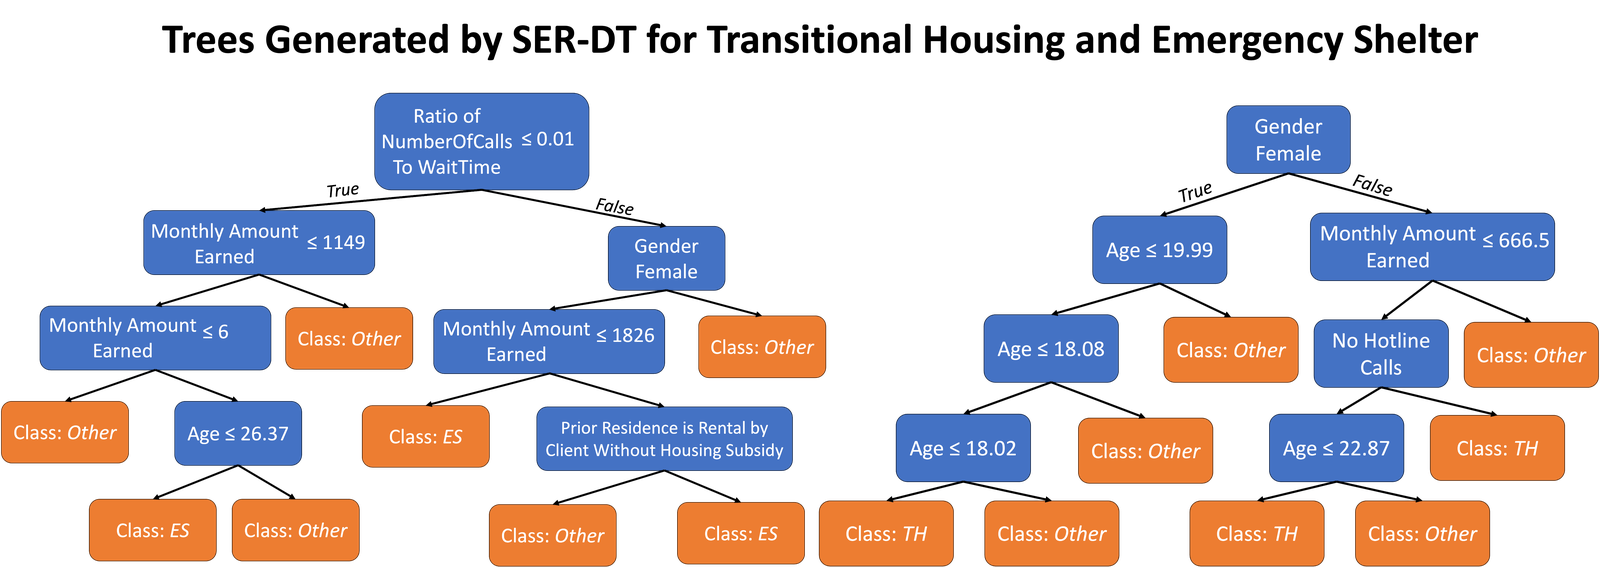 Trees Generated by SER-DT for Transitional Housing and Emergency Shelter
Ratio of
NumberOfCalls ≤ 0.01
To WaitTime
True
False
Monthly Amount ≤ 1149
Earned
Gender
Female
Monthly Amount ≤ 6
Earned
Class: Other
Monthly Amount ≤ 1826
Earned
Class: Other
Class: Other
Age ≤ 26.37
Class: ES
Prior Residence is Rental by
Client Without Housing Subsidy
Class: ES
Class: Other
Class: Other
Class: ES
Gender
Female
True
False
Age ≤ 19.99
Monthly Amount ≤ 666.5
Earned
Age ≤ 18.08
Class: Other
No Hotline
Calls
Class: Other
Age ≤ 18.02
Class: Other
Age ≤ 22.87
Class: TH
Class: TH
Class: Other
Class: TH
Class: Other